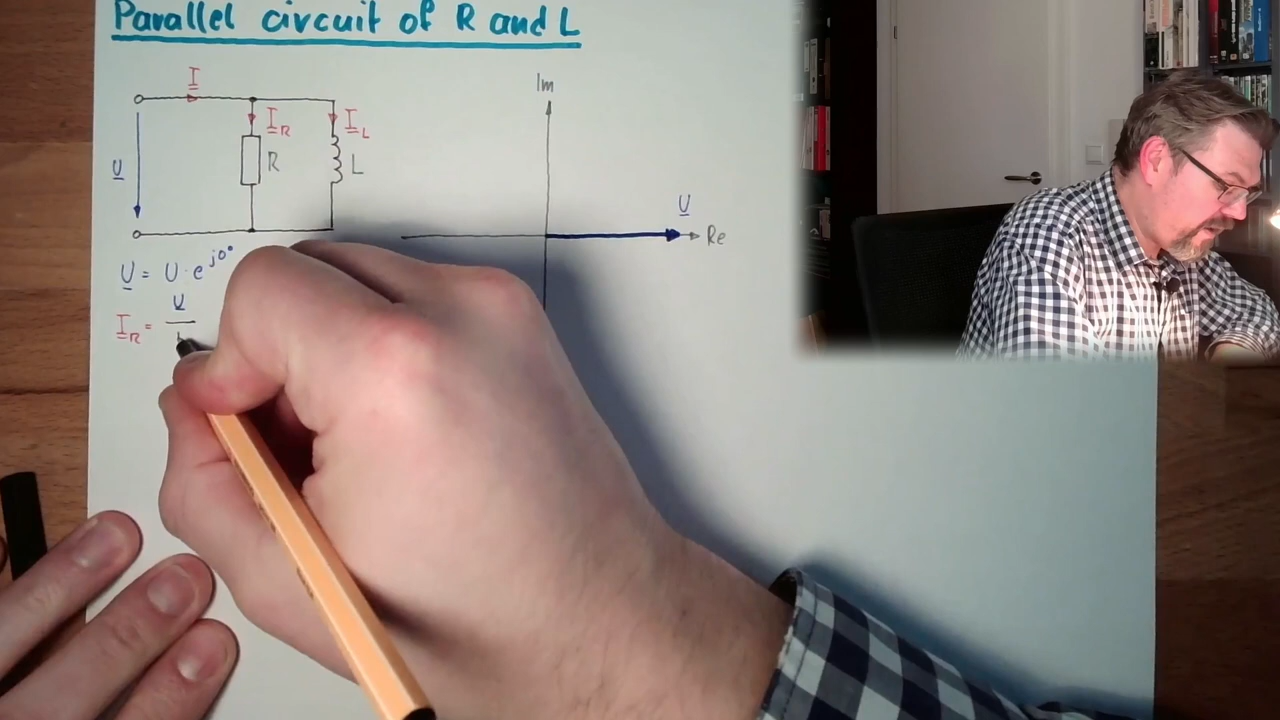 Parallel circuit of R and L
I
I_R
I_L
U
R
L
Im
U
Re
U = U · e^j0°
I_R = U